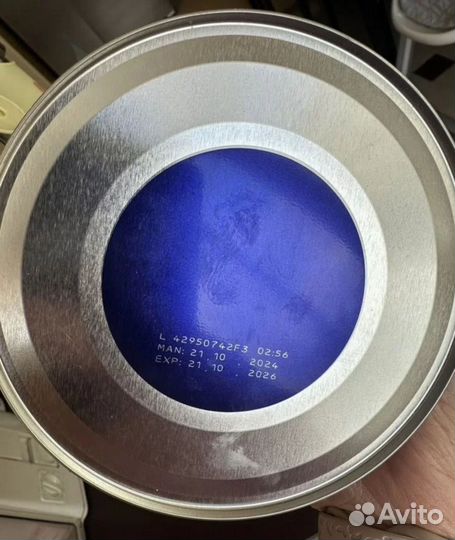 L 42950742F3 02:56
MAN: 21 . 10 . 2024
EXP: 21 . 10 . 2026
Avito